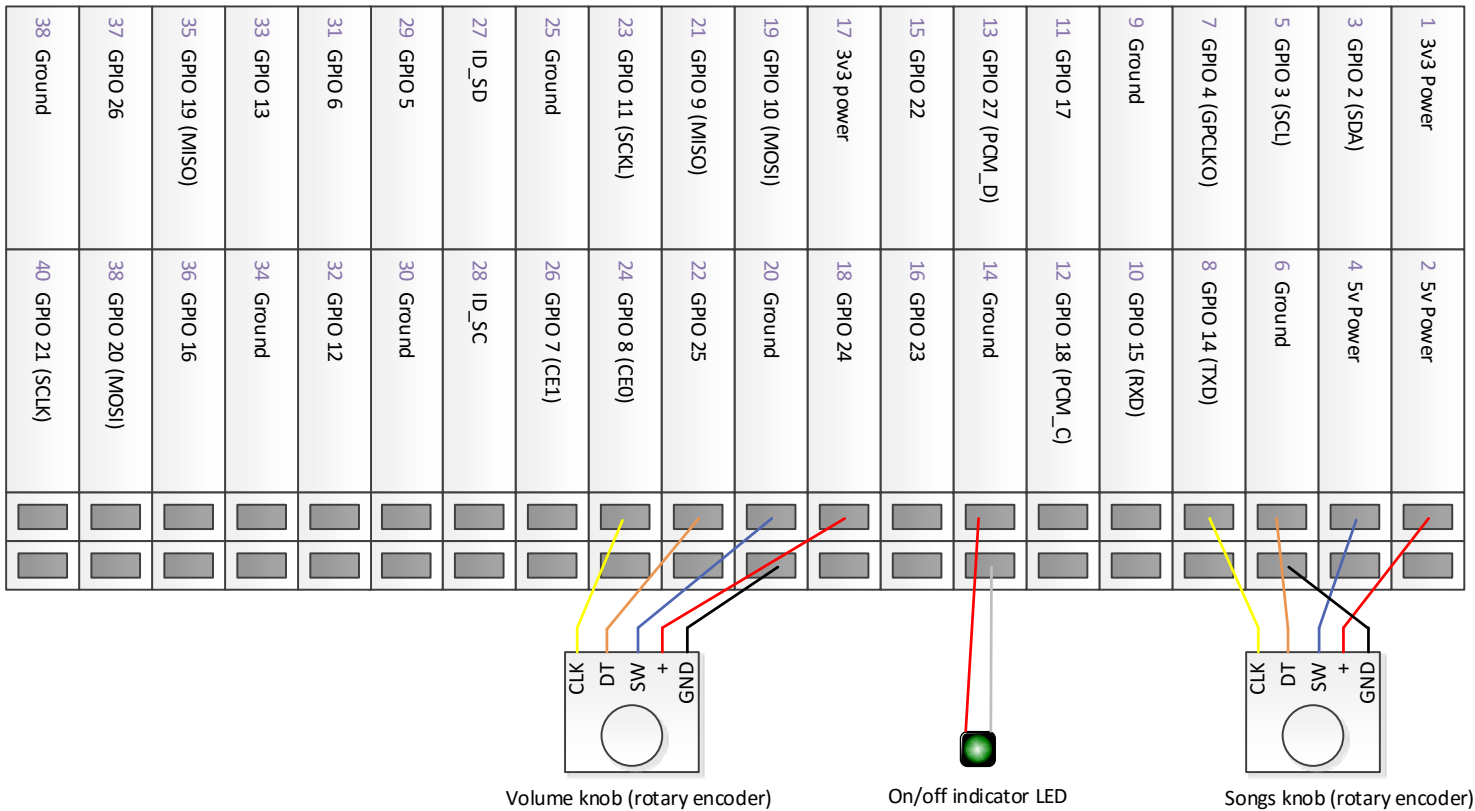 38 Ground
37 GPIO 26
35 GPIO 19 (MISO)
33 GPIO 13
31 GPIO 6
29 GPIO 5
27 ID_SD
25 Ground
23 GPIO 11 (SCKL)
21 GPIO 9 (MISO)
19 GPIO 10 (MOSI)
17 3v3 power
15 GPIO 22
13 GPIO 27 (PCM_D)
11 GPIO 17
9 Ground
7 GPIO 4 (GPCLKO)
5 GPIO 3 (SCL)
3 GPIO 2 (SDA)
1 3v3 Power
40 GPIO 21 (SCLK)
38 GPIO 20 (MOSI)
36 GPIO 16
34 Ground
32 GPIO 12
30 Ground
28 ID_SC
26 GPIO 7 (CE1)
24 GPIO 8 (CE0)
22 GPIO 25
20 Ground
18 GPIO 24
16 GPIO 23
14 Ground
12 GPIO 18 (PCM_C)
10 GPIO 15 (RXD)
8 GPIO 14 (TXD)
6 Ground
4 5v Power
2 5v Power
CLK
DT
SW
+
GND
CLK
DT
SW
+
GND
Volume knob (rotary encoder)
On/off indicator LED
Songs knob (rotary encoder)